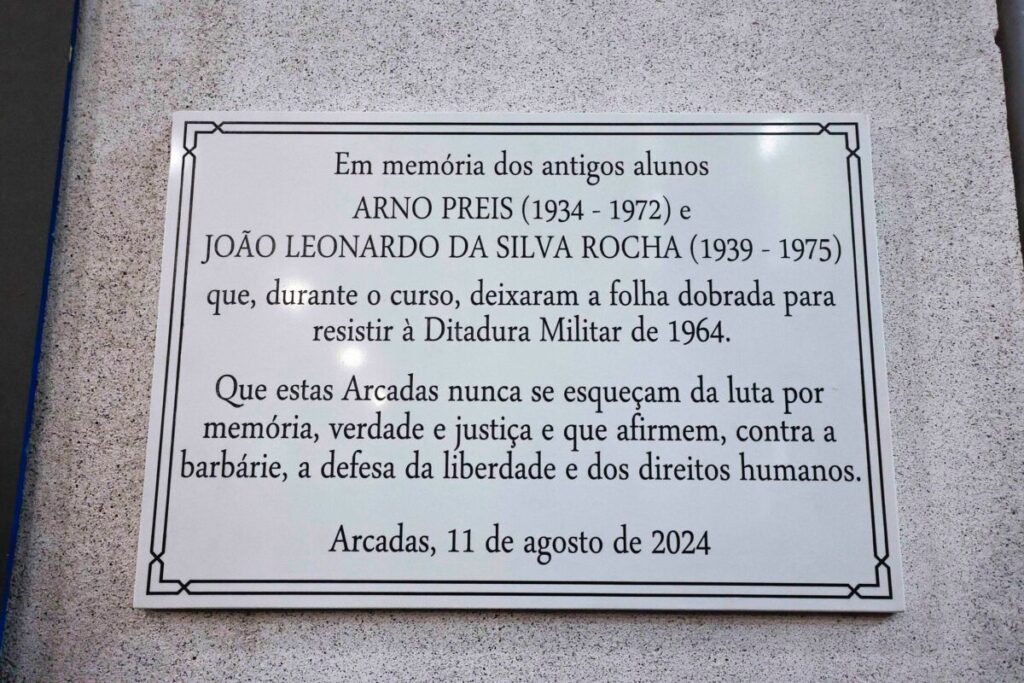 Em memória dos antigos alunos
ARNO PREIS (1934 - 1972) e
JOÃO LEONARDO DA SILVA ROCHA (1939 - 1975)
que, durante o curso, deixaram a folha dobrada para
resistir à Ditadura Militar de 1964.
Que estas Arcadas nunca se esqueçam da luta por
memória, verdade e justiça e que afirmem, contra a
barbárie, a defesa da liberdade e dos direitos humanos.
Arcadas, 11 de agosto de 2024